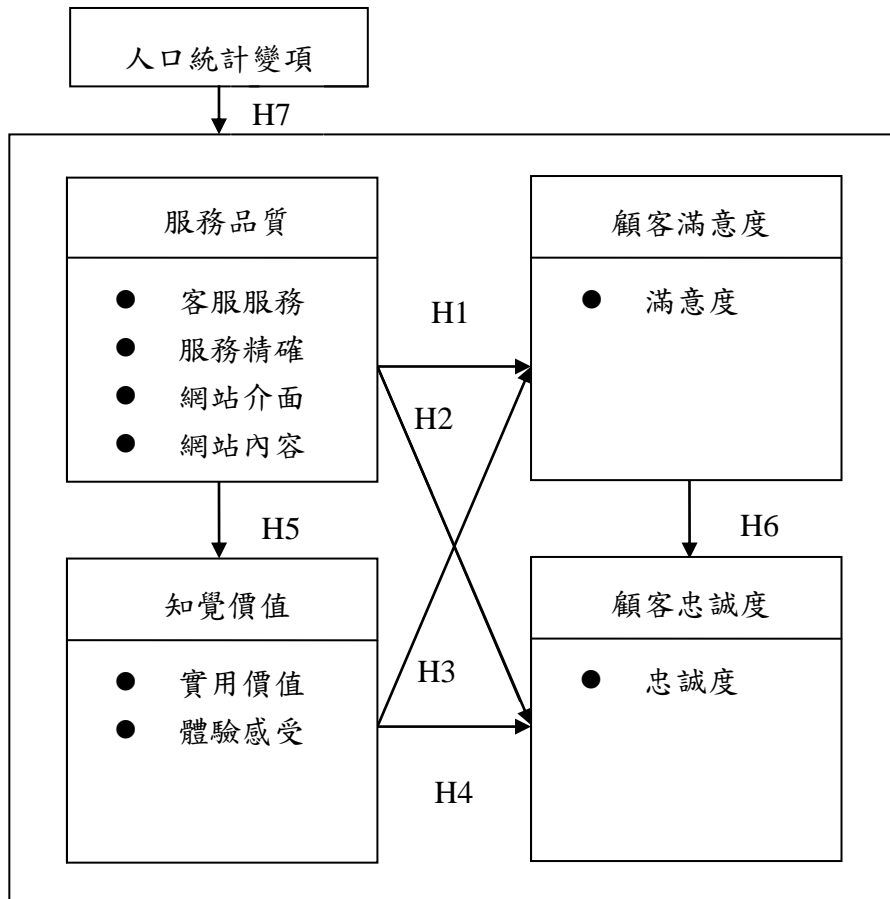 人口統計變項
H7
服務品質
● 客服服務
● 服務精確
● 網站介面
● 網站內容
顧客滿意度
● 滿意度
H1
H2
H5
H6
知覺價值
● 實用價值
● 體驗感受
H3
H4
顧客忠誠度
● 忠誠度